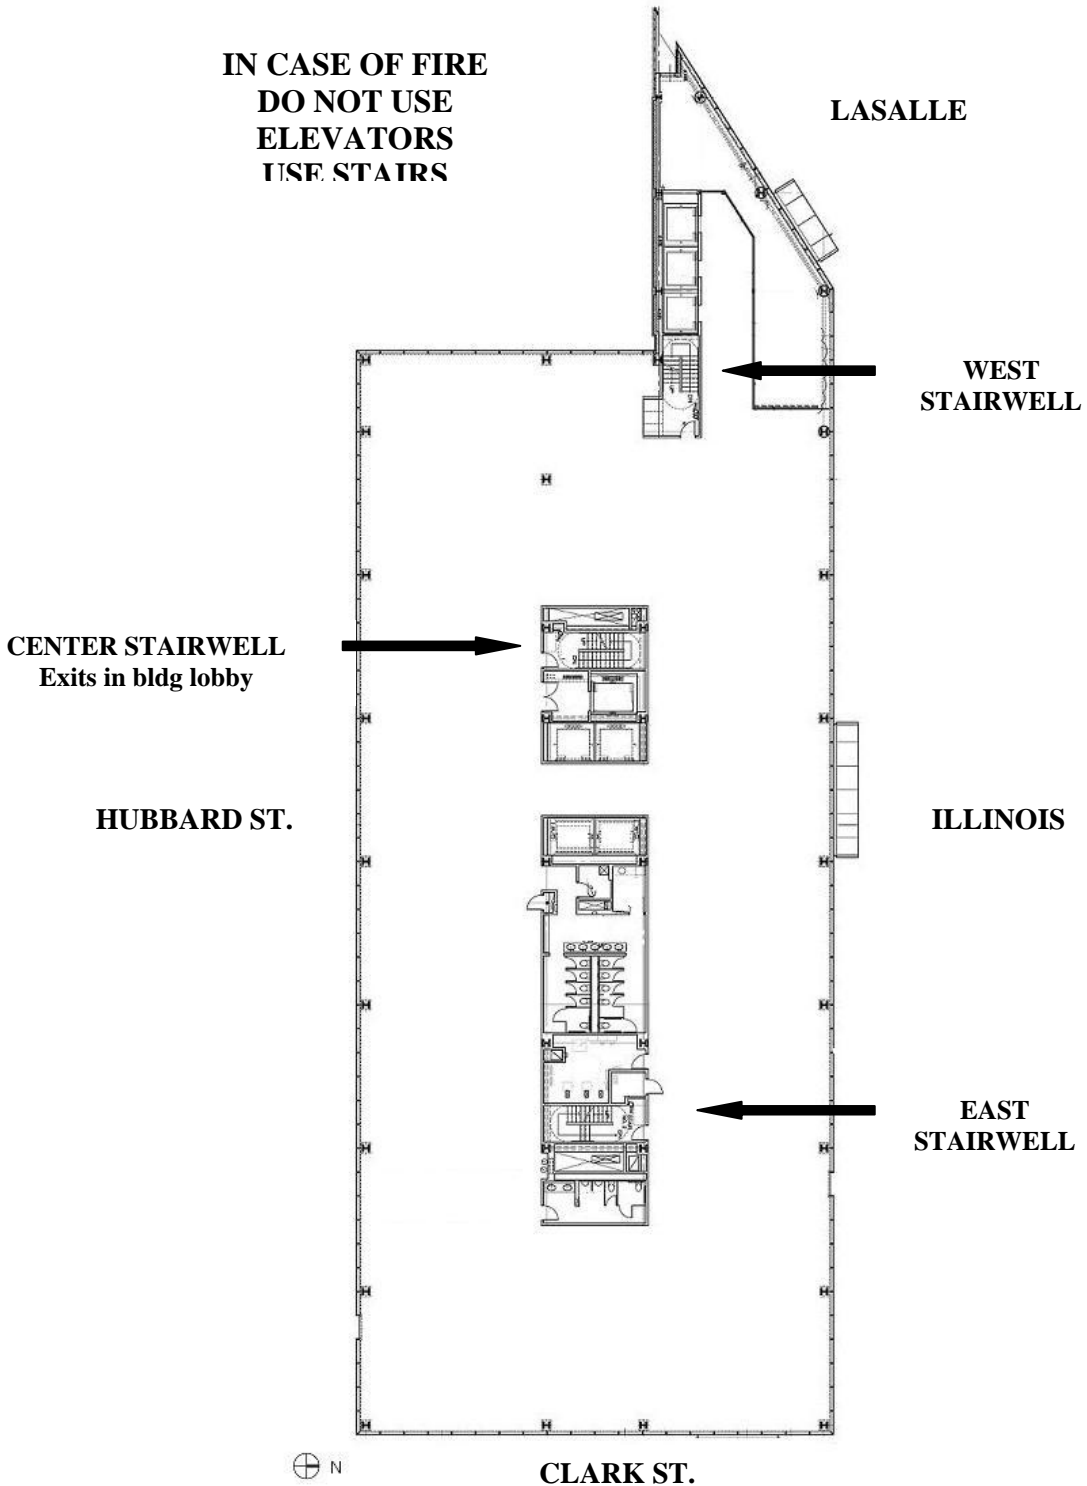 IN CASE OF FIRE
DO NOT USE
ELEVATORS
USE STAIRS
LASALLE
WEST
STAIRWELL
CENTER STAIRWELL
Exits in bldg lobby
HUBBARD ST.
ILLINOIS
EAST
STAIRWELL
N
CLARK ST.